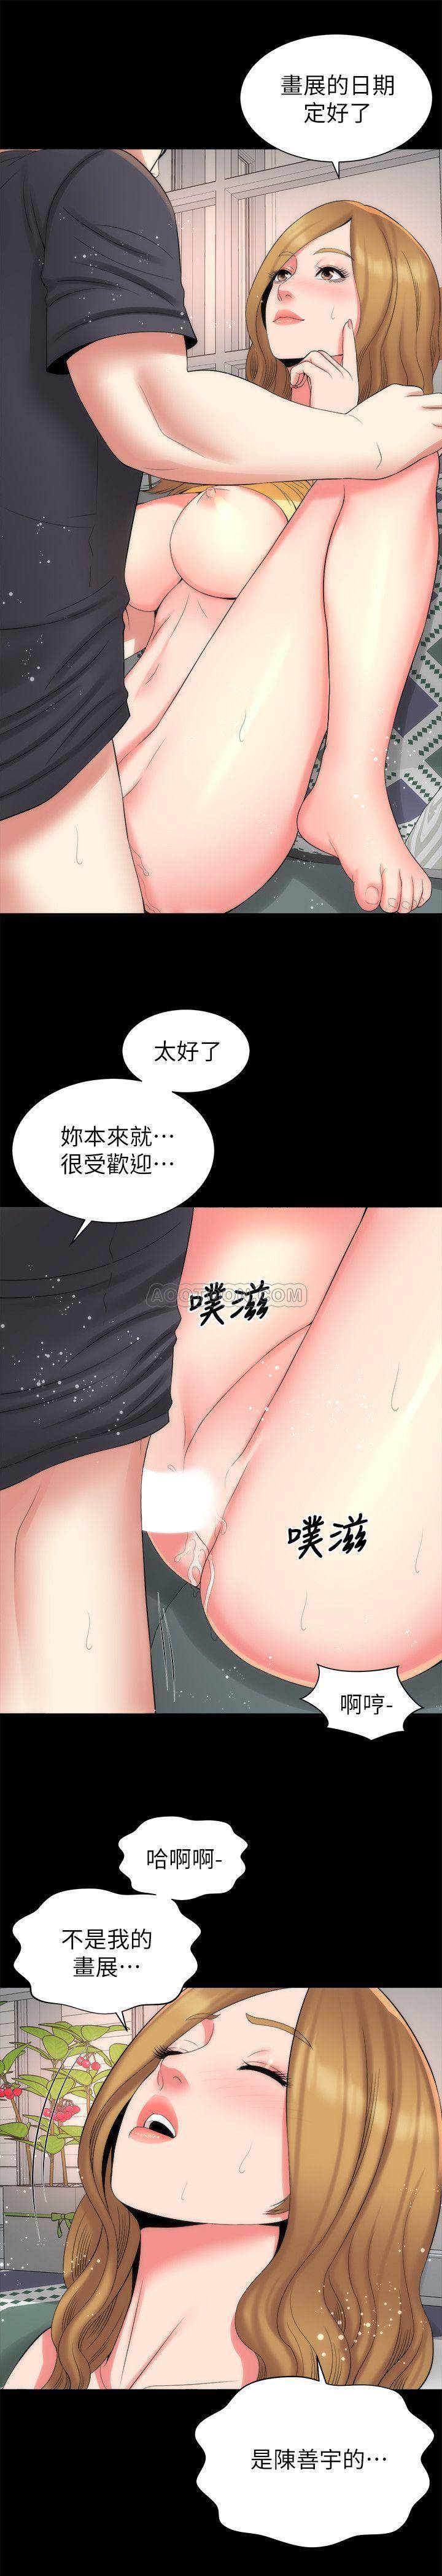 畫展的日期
定好了
太好了
妳本來就…
很受歡迎…
噗滋
噗滋
啊哼-
哈啊啊-
不是我的
畫展…
是陳善宇的…